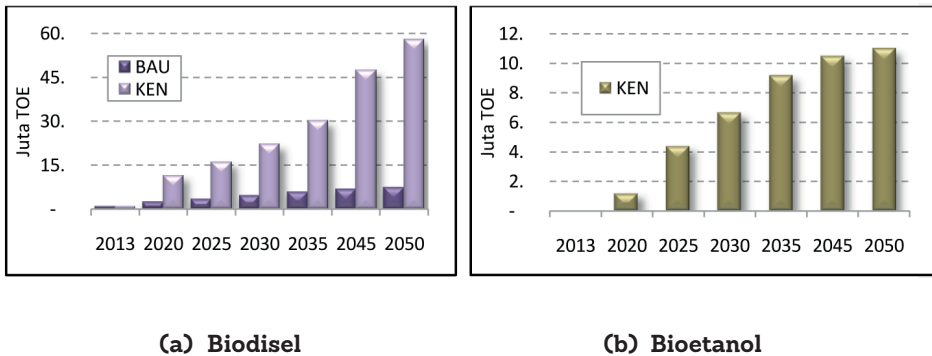 60.
45.
30.
15.
-
Juta TOE
BAU
KEN
2013 2020 2025 2030 2035 2045 2050
12.
10.
8.
6.
4.
2.
-
Juta TOE
KEN
2013 2020 2025 2030 2035 2045 2050
(a) Biodisel
(b) Bioetanol